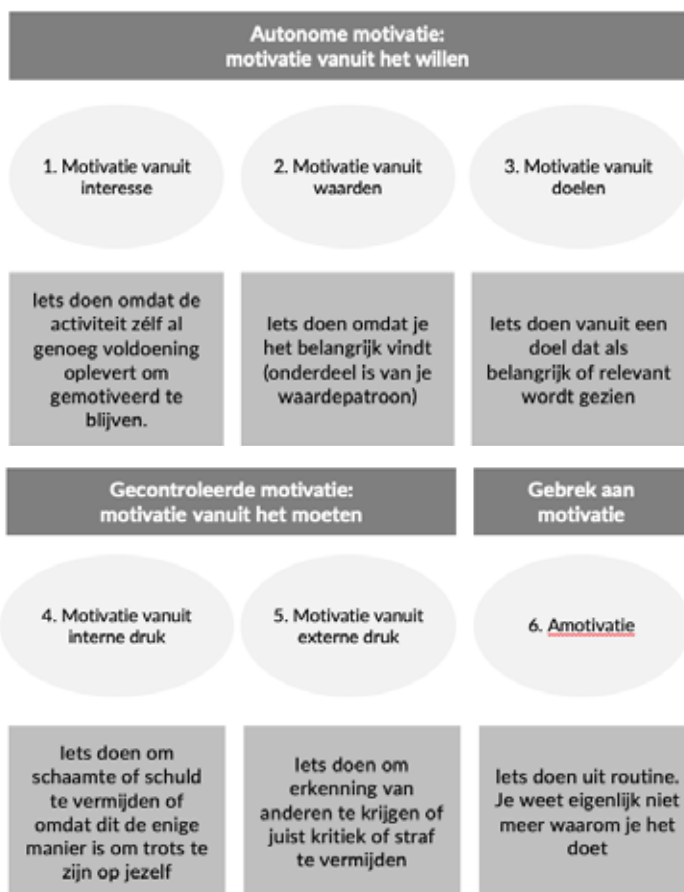 Autonome motivatie:
motivatie vanuit het willen
1. Motivatie vanuit
interesse
2. Motivatie vanuit
waarden
3. Motivatie vanuit
doelen
Iets doen omdat de
activiteit zélf al
genoeg voldoening
oplevert om
gemotiveerd te
blijven.
Iets doen omdat je
het belangrijk vindt
(onderdeel is van je
waardepatroon)
Iets doen vanuit een
doel dat als
belangrijk of relevant
wordt gezien
Gecontroleerde motivatie:
motivatie vanuit het moeten
Gebrek aan
motivatie
4. Motivatie vanuit
interne druk
5. Motivatie vanuit
externe druk
6. Amotivatie
Iets doen om
schaamte of schuld
te vermijden of
omdat dit de enige
manier is om trots te
zijn op jezelf
Iets doen om
erkenning van
anderen te krijgen of
juist kritiek of straf
te vermijden
Iets doen uit routine.
Je weet eigenlijk niet
meer waarom je het
doet